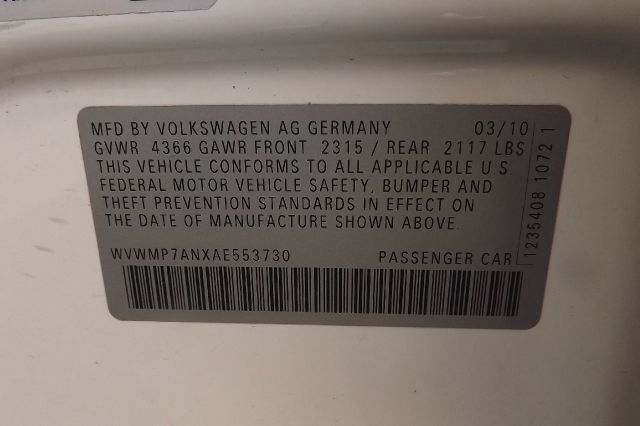 MFD BY VOLKSWAGEN AG GERMANY 03/10
GVWR 4366 GAWR FRONT 2315 / REAR 2117 LBS
THIS VEHICLE CONFORMS TO ALL APPLICABLE U.S.
FEDERAL MOTOR VEHICLE SAFETY, BUMPER AND
THEFT PREVENTION STANDARDS IN EFFECT ON
THE DATE OF MANUFACTURE SHOWN ABOVE.
WVWMP7ANXAE553730 PASSENGER CAR
1235408 1072 1